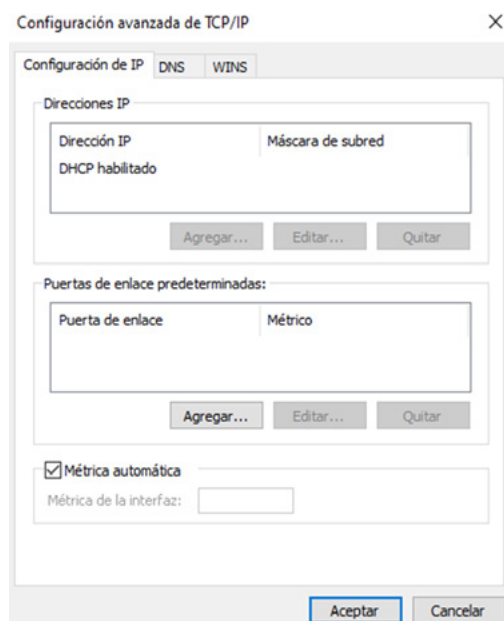 Configuración avanzada de TCP/IP
Configuración de IP DNS WINS
Direcciones IP
Dirección IP Máscara de subred
DHCP habilitado
Agregar... Editar... Quitar
Puertas de enlace predeterminadas:
Puerta de enlace Métrico
Agregar... Editar... Quitar
Métrica automática
Métrica de la interfaz:
Aceptar Cancelar